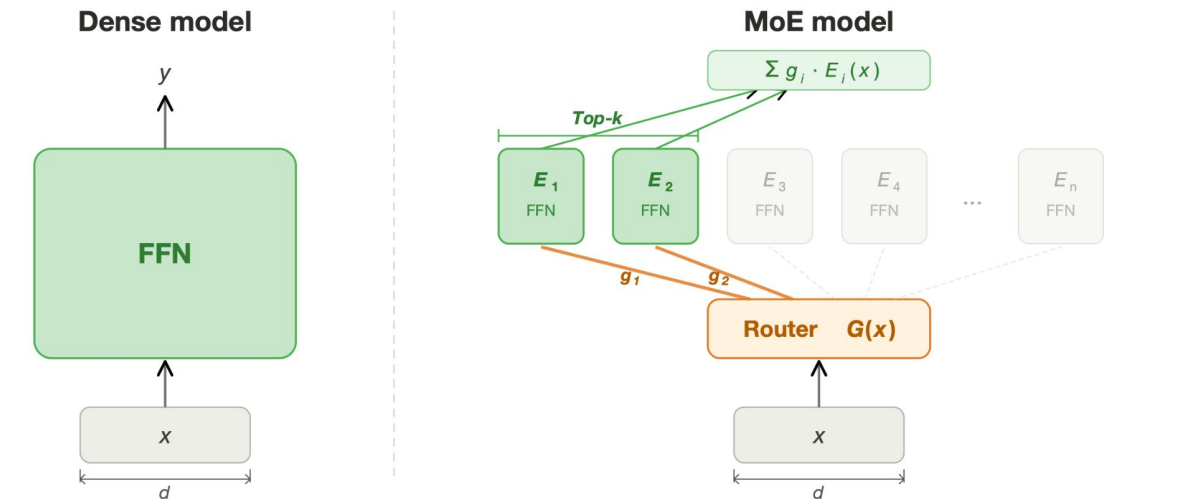 Dense model
y
FFN
x
d
MoE model
Σ g_i · E_i(x)
Top-k
E_1
FFN
E_2
FFN
E_3
FFN
E_4
FFN
...
E_n
FFN
g_1
g_2
Router G(x)
x
d